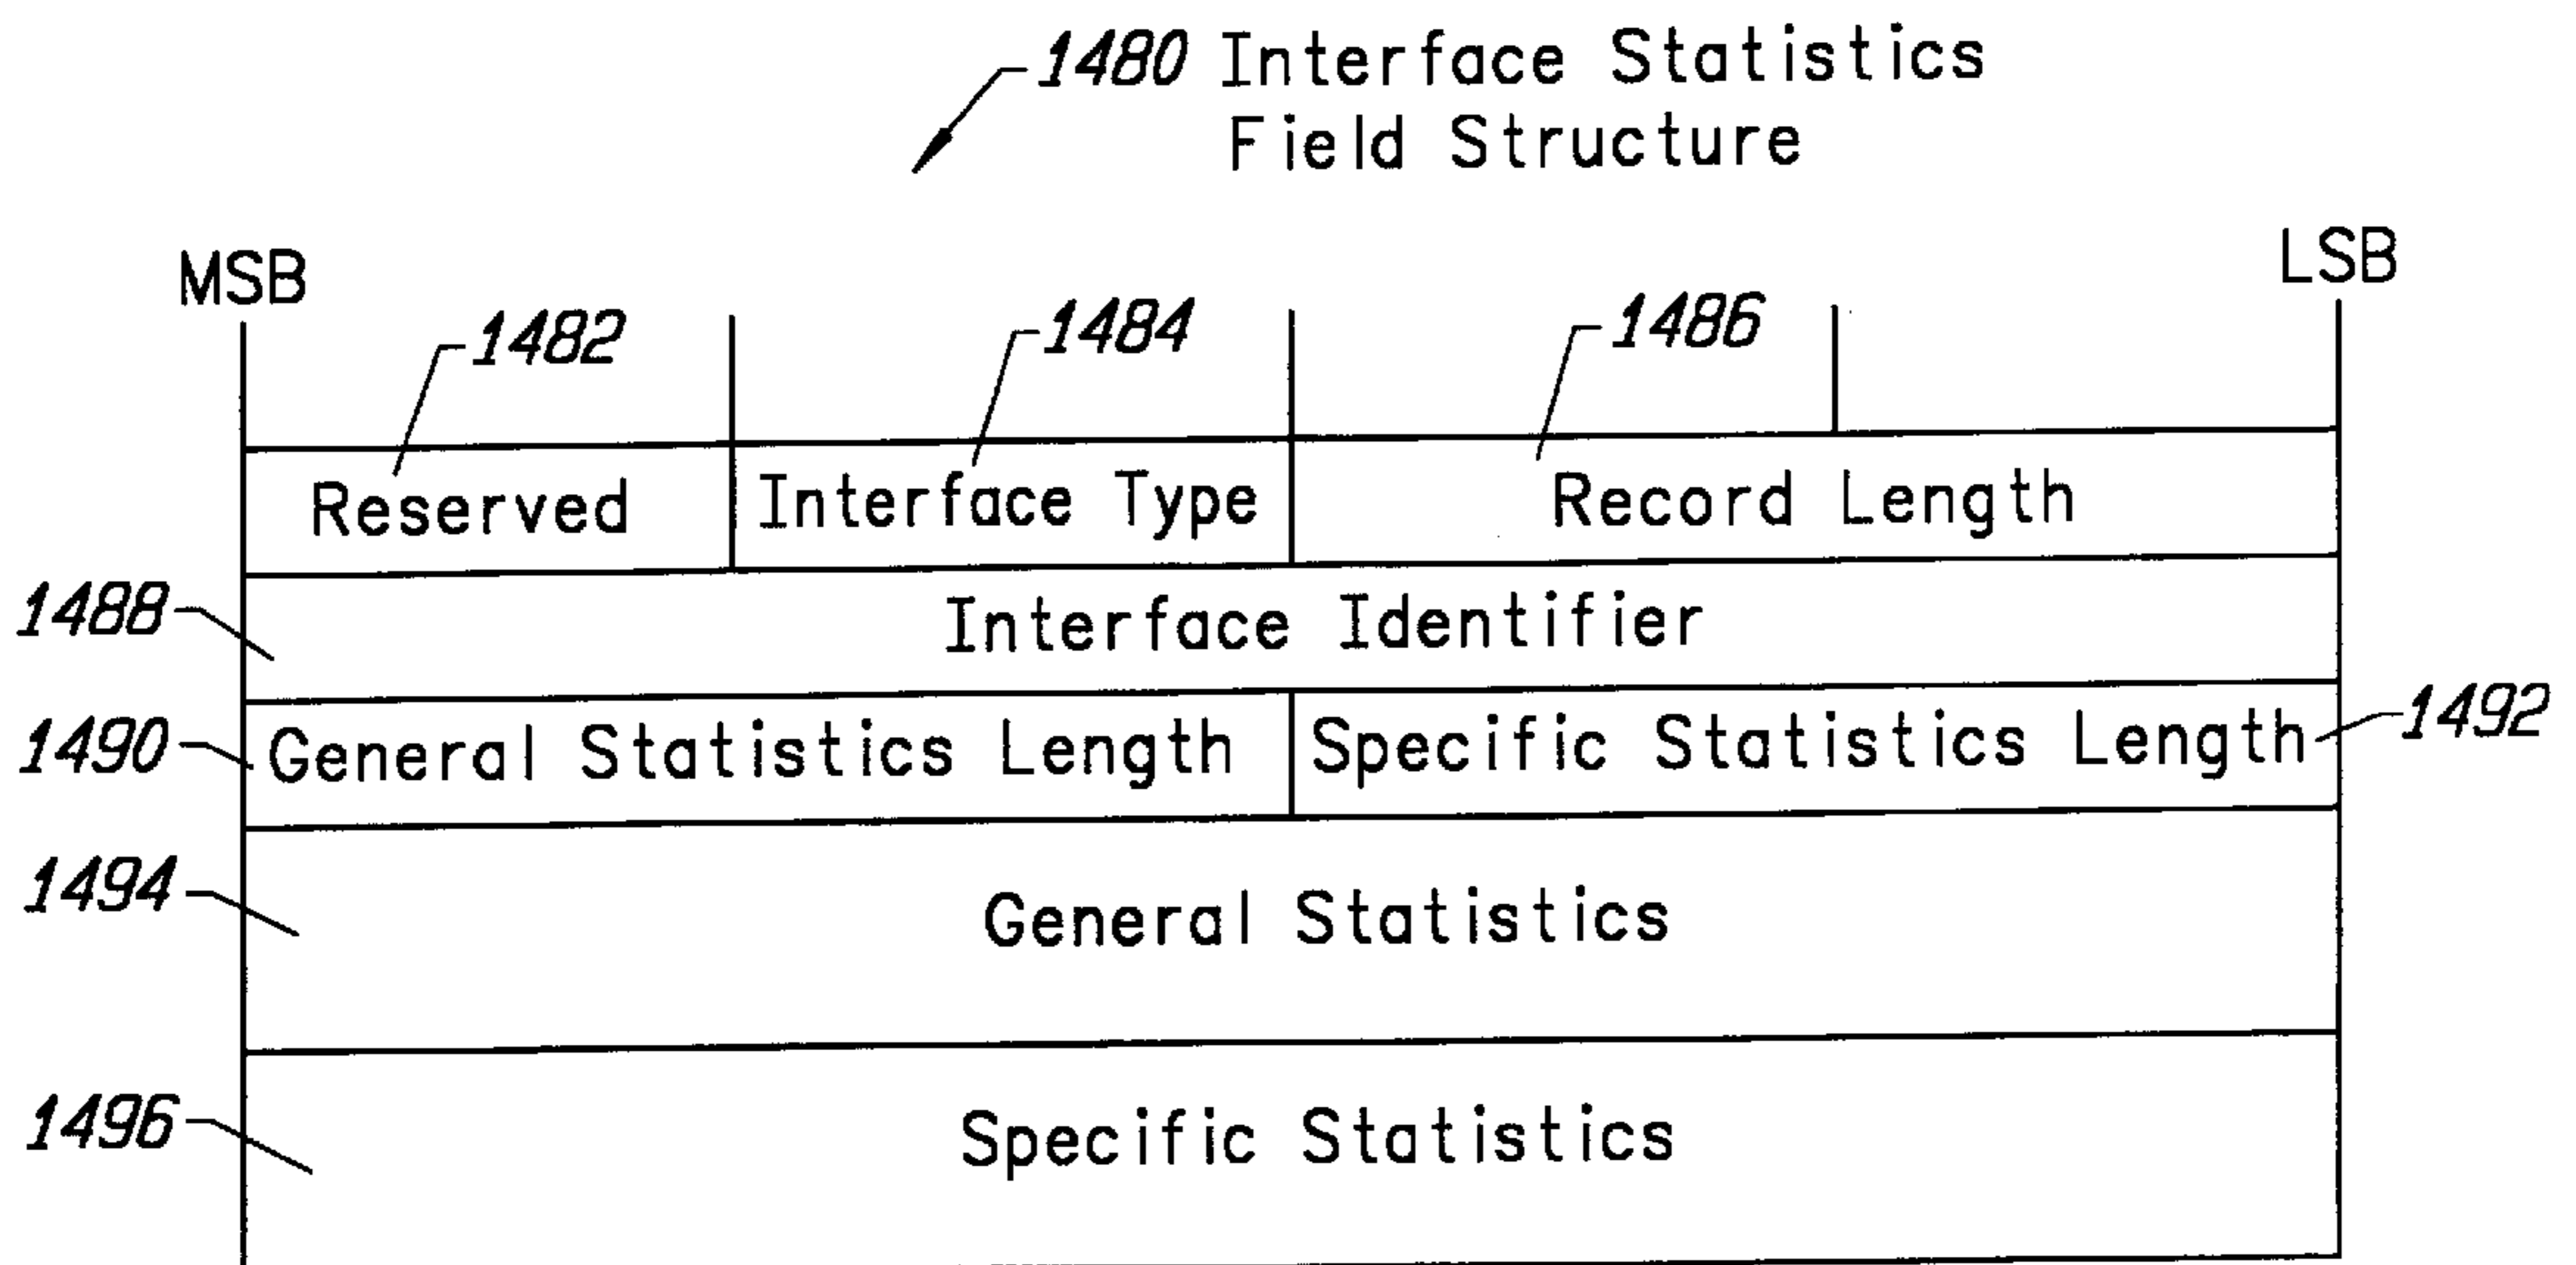 1480 Interface Statistics
Field Structure
MSB
LSB
1482
1484
1486
Reserved
Interface Type
Record Length
1488
Interface Identifier
1490
General Statistics Length
Specific Statistics Length
1492
1494
General Statistics
1496
Specific Statistics